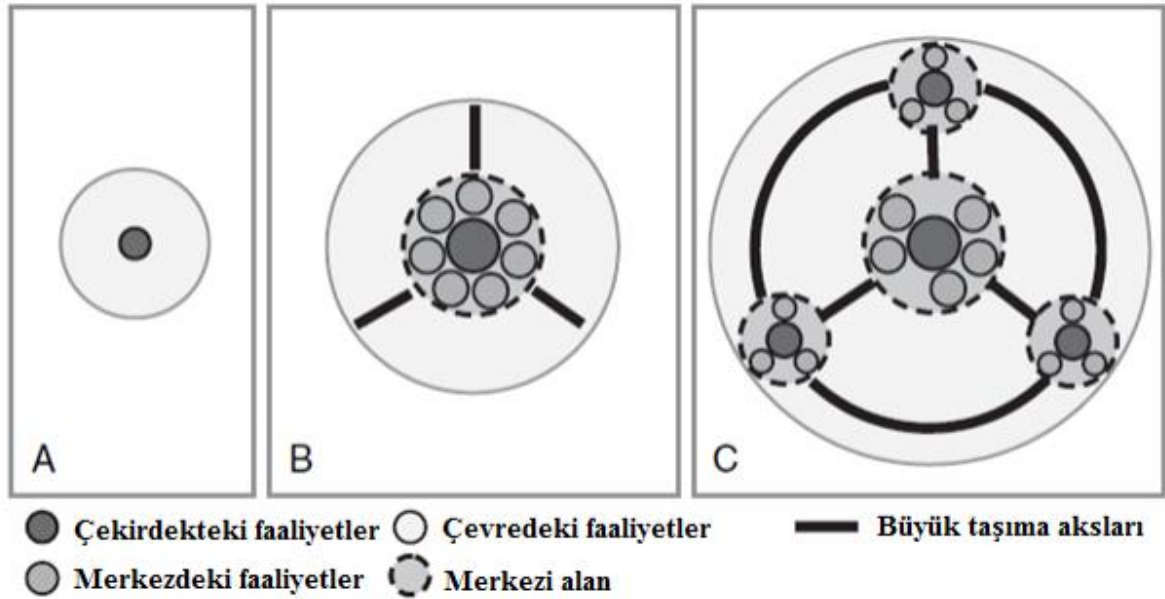 A
B
C
Çekirdekteki faaliyetler
Çevredeki faaliyetler
Büyük taşıma aksları
Merkezdeki faaliyetler
Merkezi alan